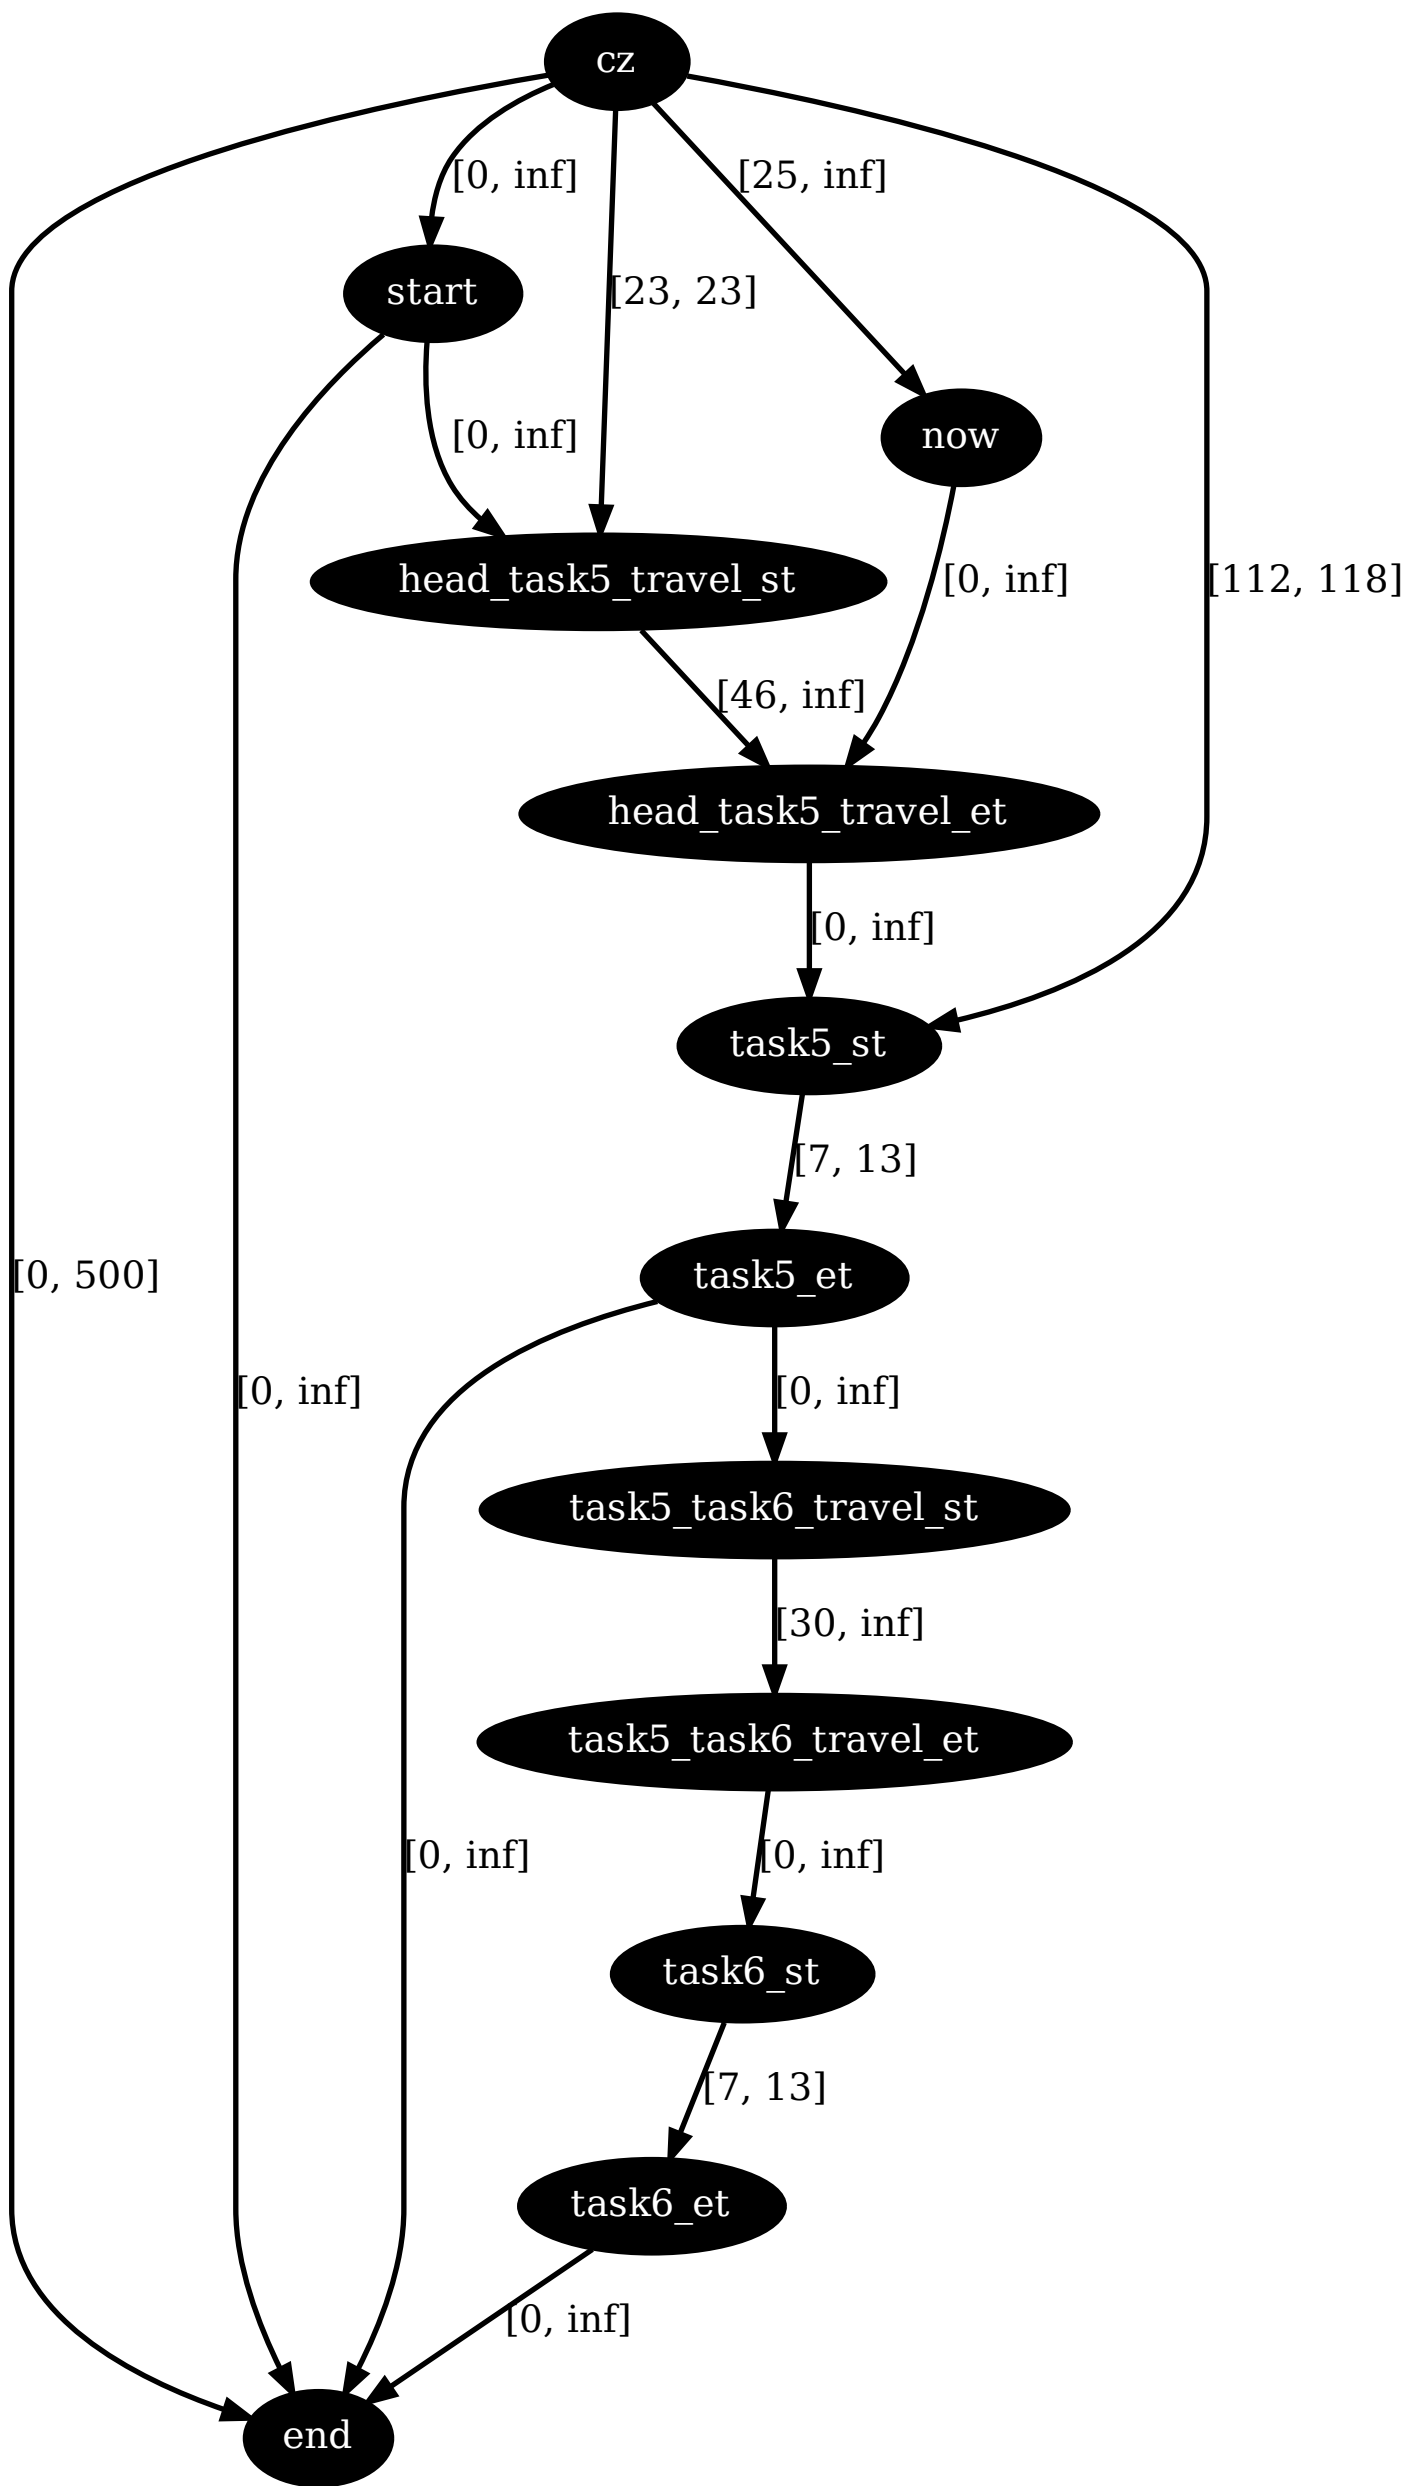 cz
[0, inf]
[25, inf]
start
[23, 23]
now
[0, inf]
head_task5_travel_st
[0, inf]
[112, 118]
[46, inf]
head_task5_travel_et
[0, inf]
task5_st
[7, 13]
task5_et
[0, 500]
[0, inf]
[0, inf]
task5_task6_travel_st
[30, inf]
task5_task6_travel_et
[0, inf]
[0, inf]
task6_st
[7, 13]
task6_et
[0, inf]
end